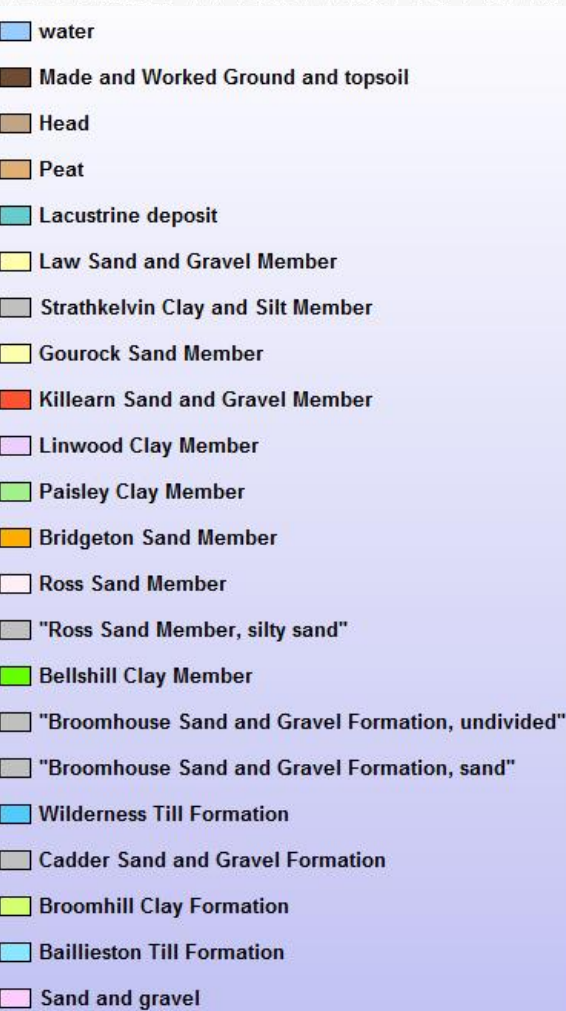 water
Made and Worked Ground and topsoil
Head
Peat
Lacustrine deposit
Law Sand and Gravel Member
Strathkelvin Clay and Silt Member
Gourock Sand Member
Killearn Sand and Gravel Member
Linwood Clay Member
Paisley Clay Member
Bridgeton Sand Member
Ross Sand Member
"Ross Sand Member, silty sand"
Bellshill Clay Member
"Broomhouse Sand and Gravel Formation, undivided"
"Broomhouse Sand and Gravel Formation, sand"
Wilderness Till Formation
Cadder Sand and Gravel Formation
Broomhill Clay Formation
Baillieston Till Formation
Sand and gravel